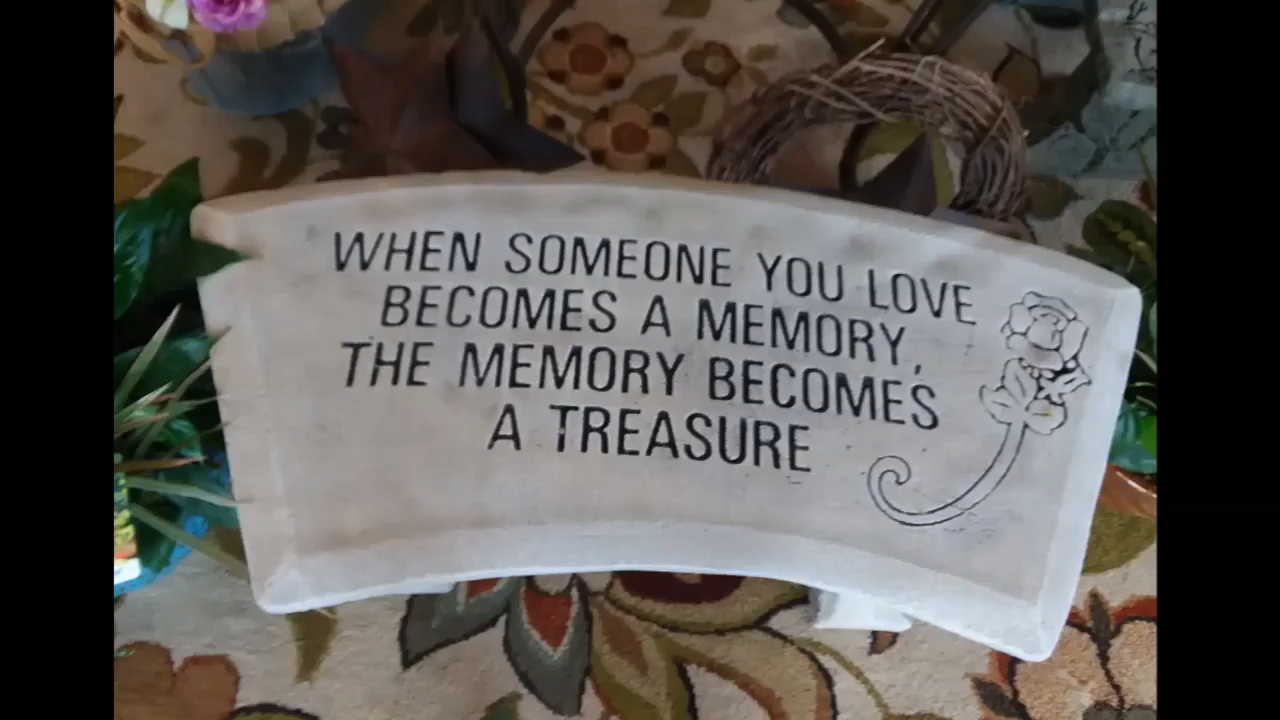 WHEN SOMEONE YOU LOVE
BECOMES A MEMORY,
THE MEMORY BECOMES
A TREASURE